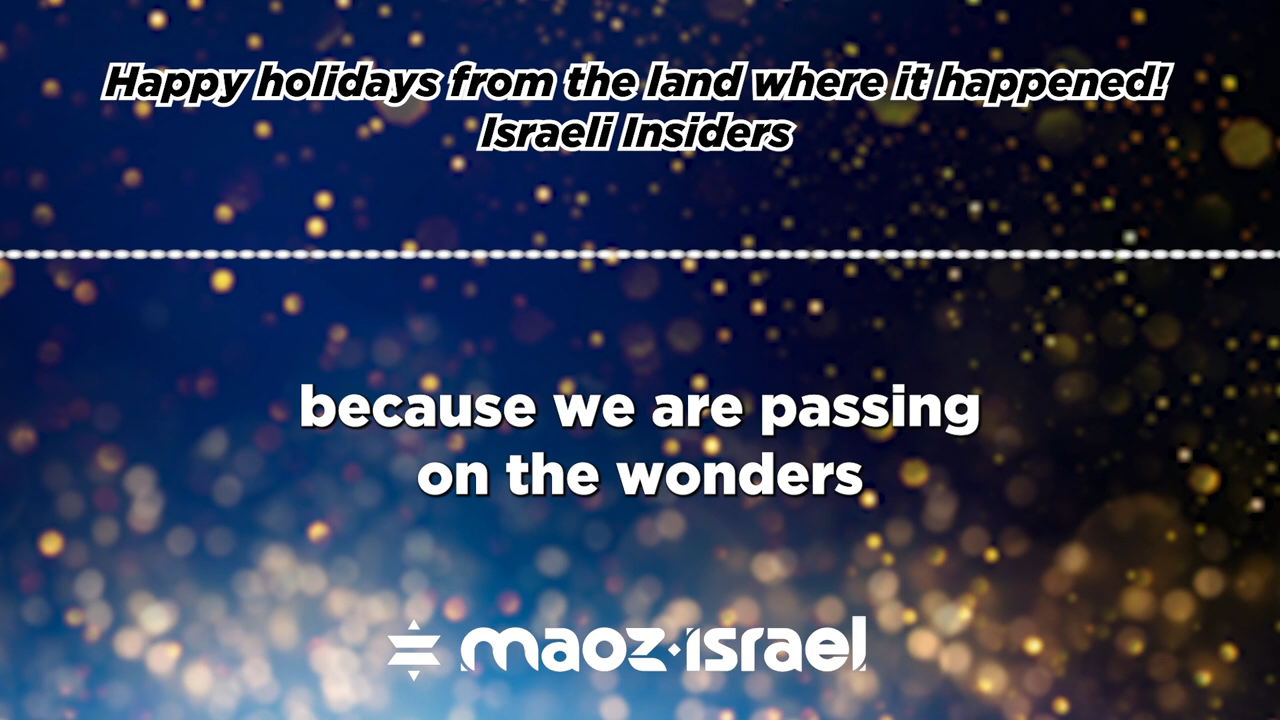 Happy holidays from the land where it happened!
Israeli Insiders
because we are passing
on the wonders
maoz·israel